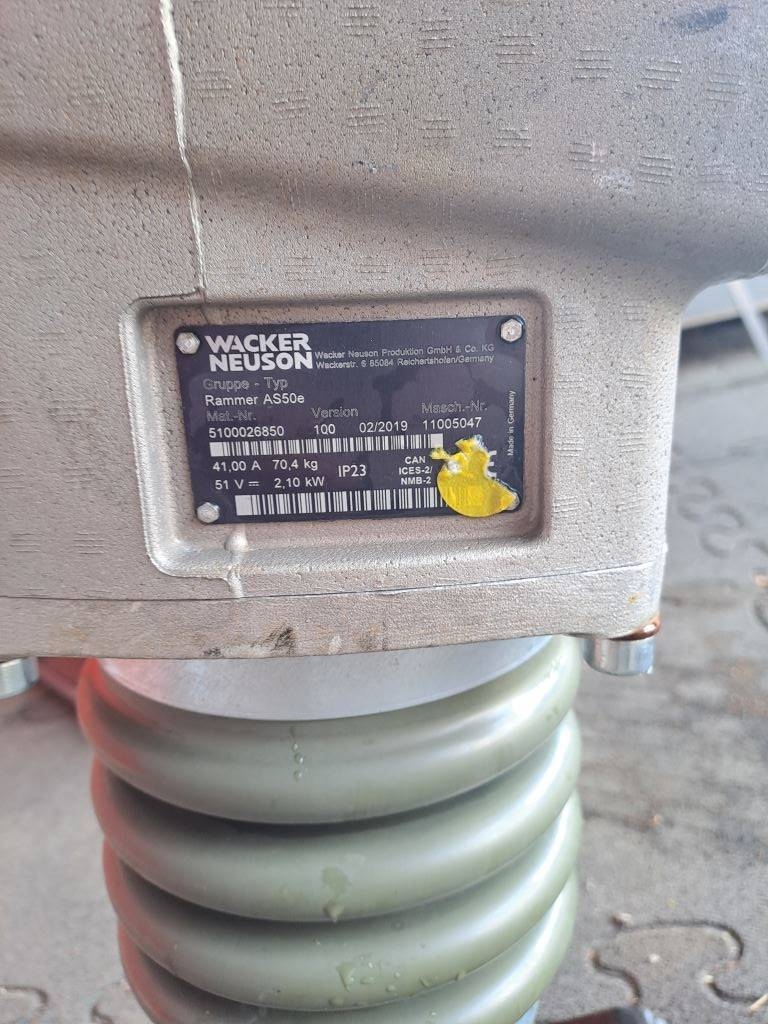 WACKER
NEUSON
Wacker Neuson Produktion GmbH & Co. KG
Wackerstr. 6 85084 Reichertshofen/Germany
Gruppe - Typ
Rammer AS50e
Mat.-Nr. Version Masch.-Nr.
5100026850 100 02/2019 11005047
41,00 A 70,4 kg IP23 CAN
ICES-2/
NMB-2
51 V ⎓ 2,10 kW
Made in Germany